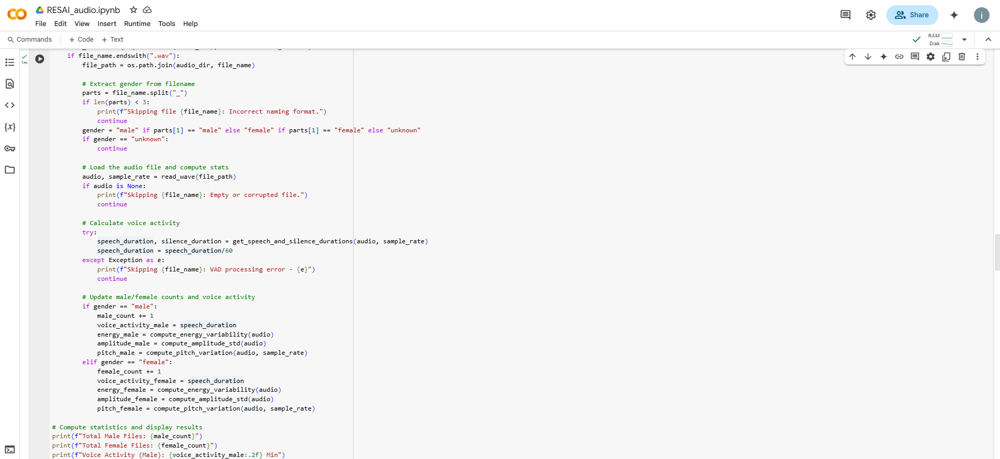 RESAI_audio.ipynb
File Edit View Insert Runtime Tools Help
Share
i
Commands + Code + Text
RAM
Disk
1m
if file_name.endswith(".wav"):
file_path = os.path.join(audio_dir, file_name)
# Extract gender from filename
parts = file_name.split("_")
if len(parts) < 3:
print(f"Skipping file {file_name}: Incorrect naming format.")
continue
gender = "male" if parts[1] == "male" else "female" if parts[1] == "female" else "unknown"
if gender == "unknown":
continue
# Load the audio file and compute stats
audio, sample_rate = read_wave(file_path)
if audio is None:
print(f"Skipping {file_name}: Empty or corrupted file.")
continue
# Calculate voice activity
try:
speech_duration, silence_duration = get_speech_and_silence_durations(audio, sample_rate)
speech_duration = speech_duration/60
except Exception as e:
print(f"Skipping {file_name}: VAD processing error - {e}")
continue
# Update male/female counts and voice activity
if gender == "male":
male_count += 1
voice_activity_male = speech_duration
energy_male = compute_energy_variability(audio)
amplitude_male = compute_amplitude_std(audio)
pitch_male = compute_pitch_variation(audio, sample_rate)
elif gender == "female":
female_count += 1
voice_activity_female = speech_duration
energy_female = compute_energy_variability(audio)
amplitude_female = compute_amplitude_std(audio)
pitch_female = compute_pitch_variation(audio, sample_rate)
# Compute statistics and display results
print(f"Total Male Files: {male_count}")
print(f"Total Female Files: {female_count}")
print(f"Voice Activity (Male): {voice_activity_male:.2f} Min")